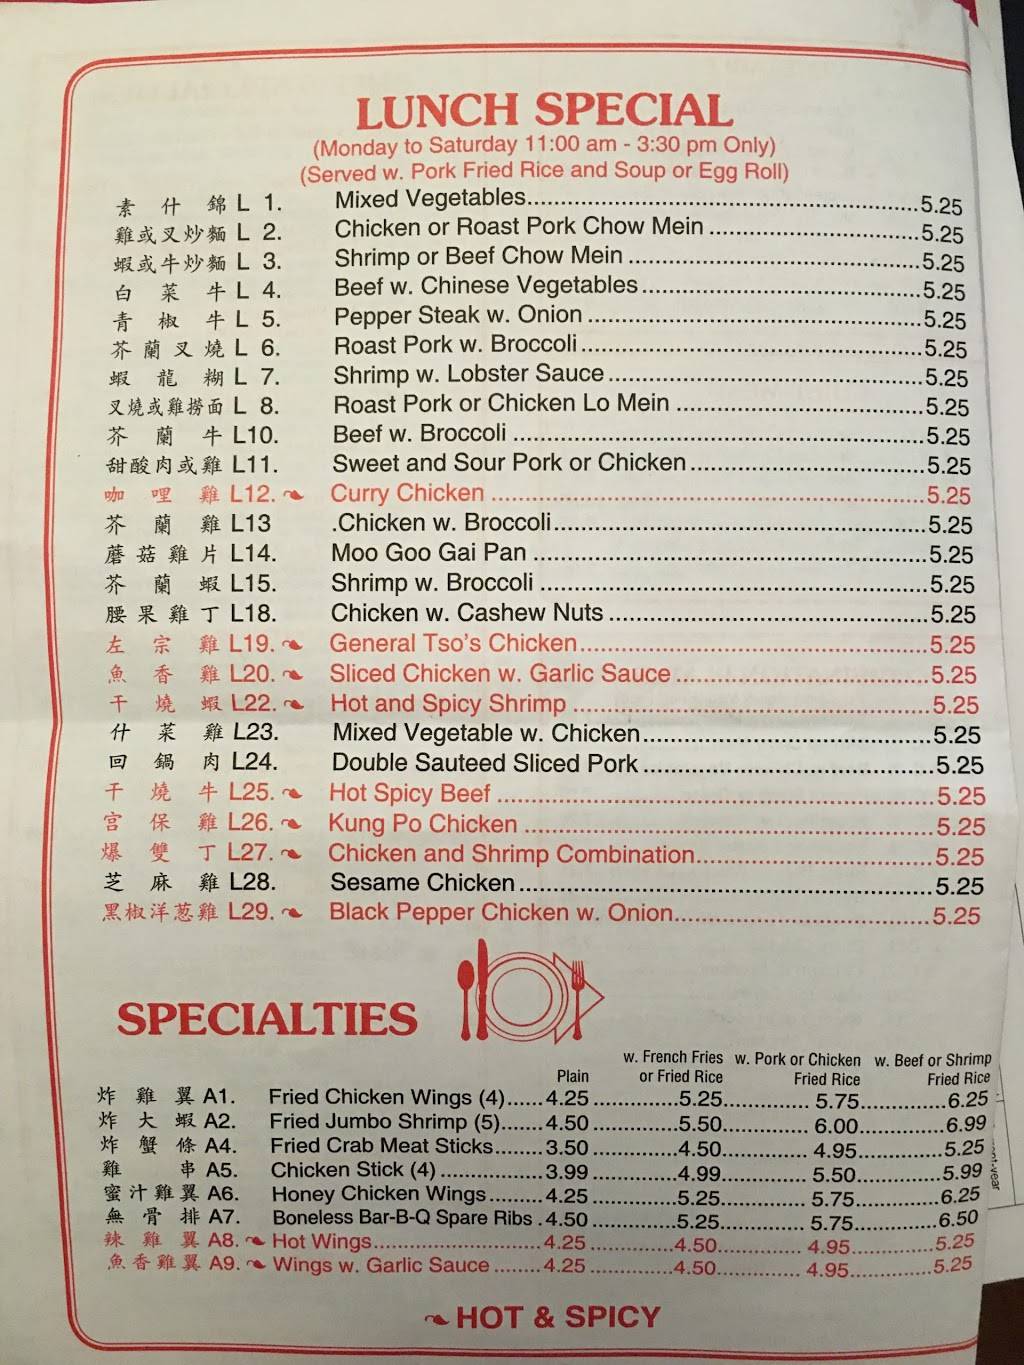 LUNCH SPECIAL
(Monday to Saturday 11:00 am - 3:30 pm Only)
(Served w. Pork Fried Rice and Soup or Egg Roll)
素什錦 L 1. Mixed Vegetables 5.25
雞或叉炒麵 L 2. Chicken or Roast Pork Chow Mein 5.25
蝦或牛炒麵 L 3. Shrimp or Beef Chow Mein 5.25
白菜牛 L 4. Beef w. Chinese Vegetables 5.25
青椒牛 L 5. Pepper Steak w. Onion 5.25
芥蘭叉燒 L 6. Roast Pork w. Broccoli 5.25
蝦龍糊 L 7. Shrimp w. Lobster Sauce 5.25
叉燒或雞撈面 L 8. Roast Pork or Chicken Lo Mein 5.25
芥蘭牛 L10. Beef w. Broccoli 5.25
甜酸肉或雞 L11. Sweet and Sour Pork or Chicken 5.25
咖哩雞 L12. Curry Chicken 5.25
芥蘭雞 L13 .Chicken w. Broccoli 5.25
蘑菇雞片 L14. Moo Goo Gai Pan 5.25
芥蘭蝦 L15. Shrimp w. Broccoli 5.25
腰果雞丁 L18. Chicken w. Cashew Nuts 5.25
左宗雞 L19. General Tso's Chicken 5.25
魚香雞 L20. Sliced Chicken w. Garlic Sauce 5.25
干燒蝦 L22. Hot and Spicy Shrimp 5.25
什菜雞 L23. Mixed Vegetable w. Chicken 5.25
回鍋肉 L24. Double Sauteed Sliced Pork 5.25
干燒牛 L25. Hot Spicy Beef 5.25
宫保雞 L26. Kung Po Chicken 5.25
爆雙丁 L27. Chicken and Shrimp Combination 5.25
芝麻雞 L28. Sesame Chicken 5.25
黑椒洋葱雞 L29. Black Pepper Chicken w. Onion 5.25
SPECIALTIES
w. French Fries w. Pork or Chicken w. Beef or Shrimp
Plain or Fried Rice Fried Rice Fried Rice
炸雞翼 A1. Fried Chicken Wings (4) 4.25 5.25 5.75 6.25
炸大蝦 A2. Fried Jumbo Shrimp (5) 4.50 5.50 6.00 6.99
炸蟹條 A4. Fried Crab Meat Sticks 3.50 4.50 4.95 5.25
雞串 A5. Chicken Stick (4) 3.99 4.99 5.50 5.99
蜜汁雞翼 A6. Honey Chicken Wings 4.25 5.25 5.75 6.25
無骨排 A7. Boneless Bar-B-Q Spare Ribs 4.50 5.25 5.75 6.50
辣雞翼 A8. Hot Wings 4.25 4.50 4.95 5.25
魚香雞翼 A9. Wings w. Garlic Sauce 4.25 4.50 4.95 5.25
HOT & SPICY